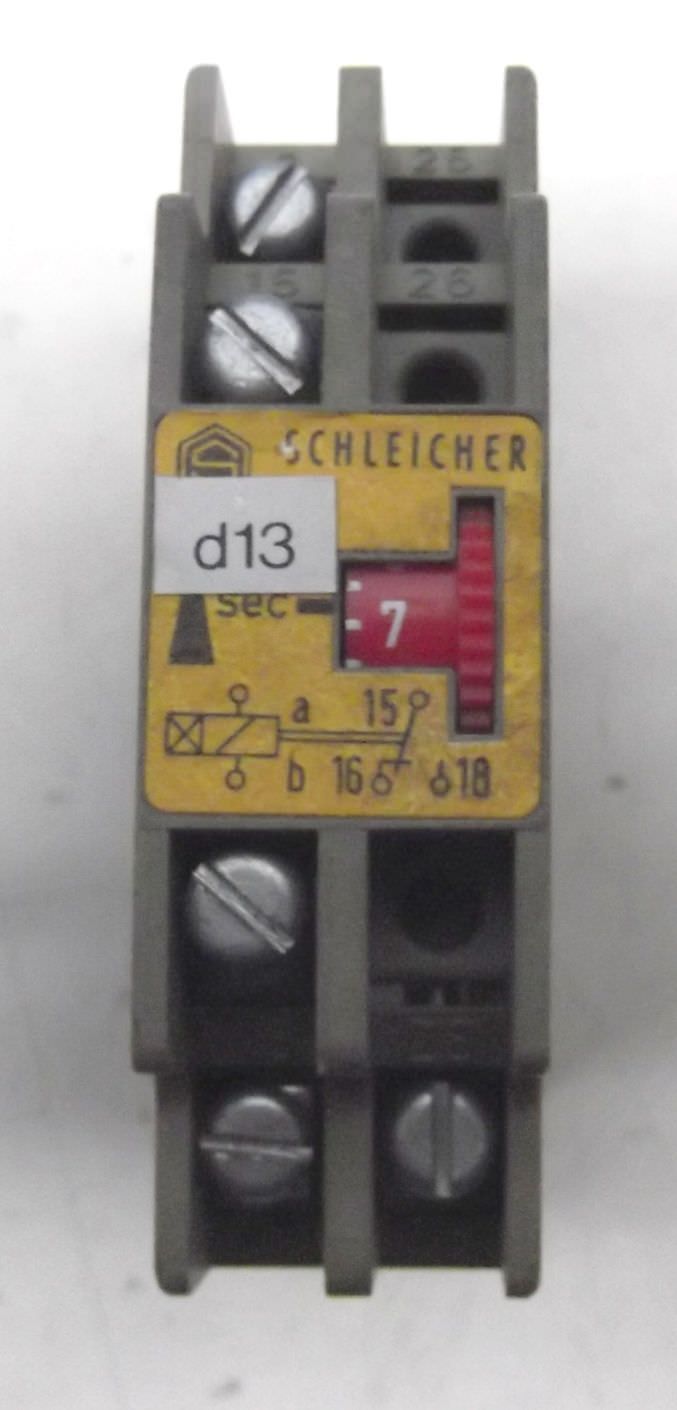 25
15
26
SCHLEICHER
d13
sec
7
a 15
b 16 18